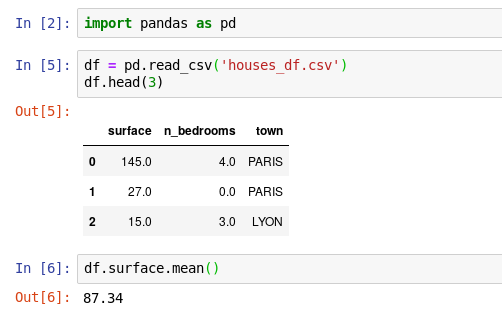 In [2]: import pandas as pd
In [5]: df = pd.read_csv('houses_df.csv')
df.head(3)
Out[5]:
surface n_bedrooms town
0 145.0 4.0 PARIS
1 27.0 0.0 PARIS
2 15.0 3.0 LYON
In [6]: df.surface.mean()
Out[6]: 87.34